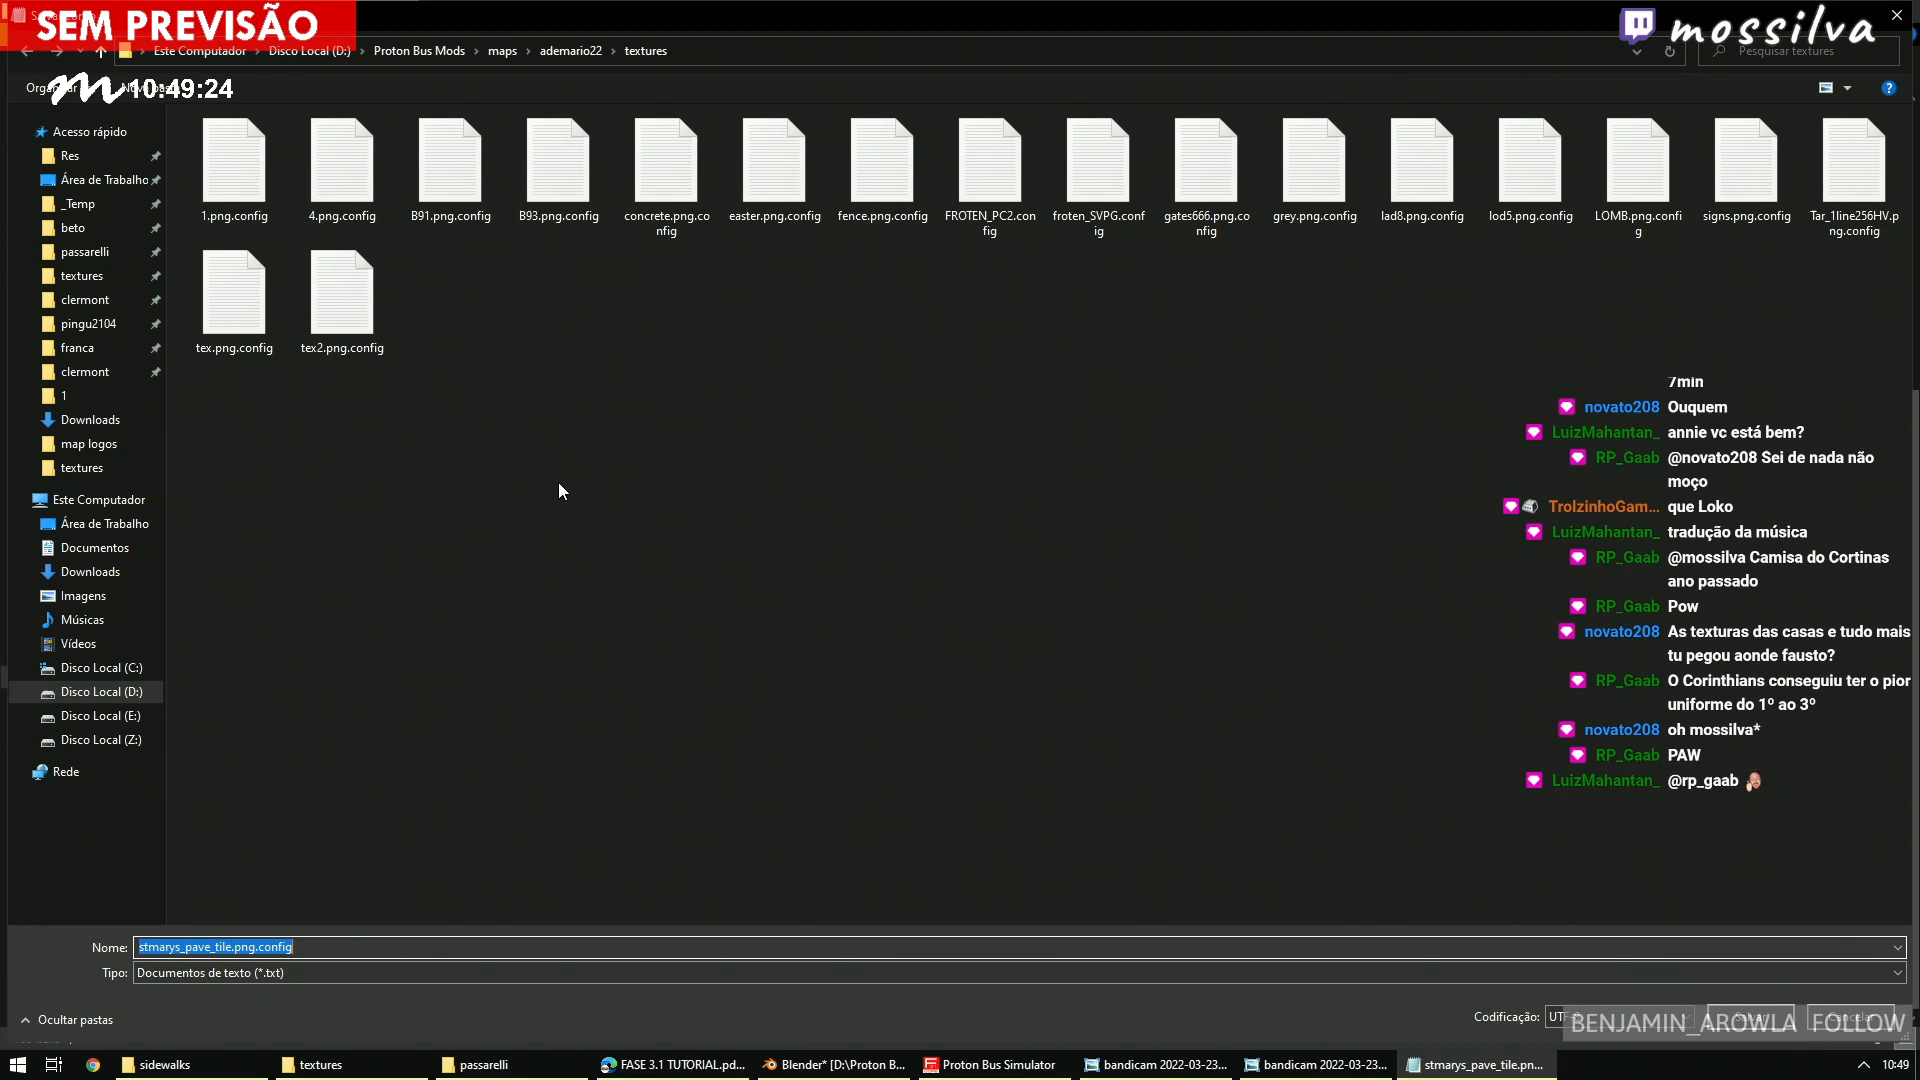 SEM PREVISÃO
mossilva
Este Computador > Disco Local (D:) > Proton Bus Mods > maps > ademario22 > textures
Pesquisar textures
10:49:24
Acesso rápido
Res
Área de Trabalho
_Temp
beto
passarelli
textures
clermont
pingu2104
franca
clermont
1
Downloads
map logos
textures
Este Computador
Área de Trabalho
Documentos
Downloads
Imagens
Músicas
Vídeos
Disco Local (C:)
Disco Local (D:)
Disco Local (E:)
Disco Local (Z:)
Rede
1.png.config
4.png.config
B91.png.config
B93.png.config
concrete.png.co
nfig
easter.png.config
fence.png.config
FROTEN_PC2.con
fig
froten_SVPG.conf
ig
gates666.png.co
nfig
grey.png.config
lad8.png.config
lod5.png.config
LOMB.png.confi
g
signs.png.config
Tar_1line256HV.p
ng.config
tex.png.config
tex2.png.config
7min
novato208 Ouquem
LuizMahantan_ annie vc está bem?
RP_Gaab @novato208 Sei de nada não
moço
TrolzinhoGam... que Loko
LuizMahantan_ tradução da música
RP_Gaab @mossilva Camisa do Cortinas
ano passado
RP_Gaab Pow
novato208 As texturas das casas e tudo mais
tu pegou aonde fausto?
RP_Gaab O Corinthians conseguiu ter o pior
uniforme do 1º ao 3º
novato208 oh mossilva*
RP_Gaab PAW
LuizMahantan_ @rp_gaab
Nome: stmarys_pave_tile.png.config
Tipo: Documentos de texto (*.txt)
Ocultar pastas
Codificação:
BENJAMIN_AROWLA FOLLOW
sidewalks
textures
passarelli
FASE 3.1 TUTORIAL.pd...
Blender* [D:\Proton B...
Proton Bus Simulator
bandicam 2022-03-23...
bandicam 2022-03-23...
stmarys_pave_tile.pn...
10:49